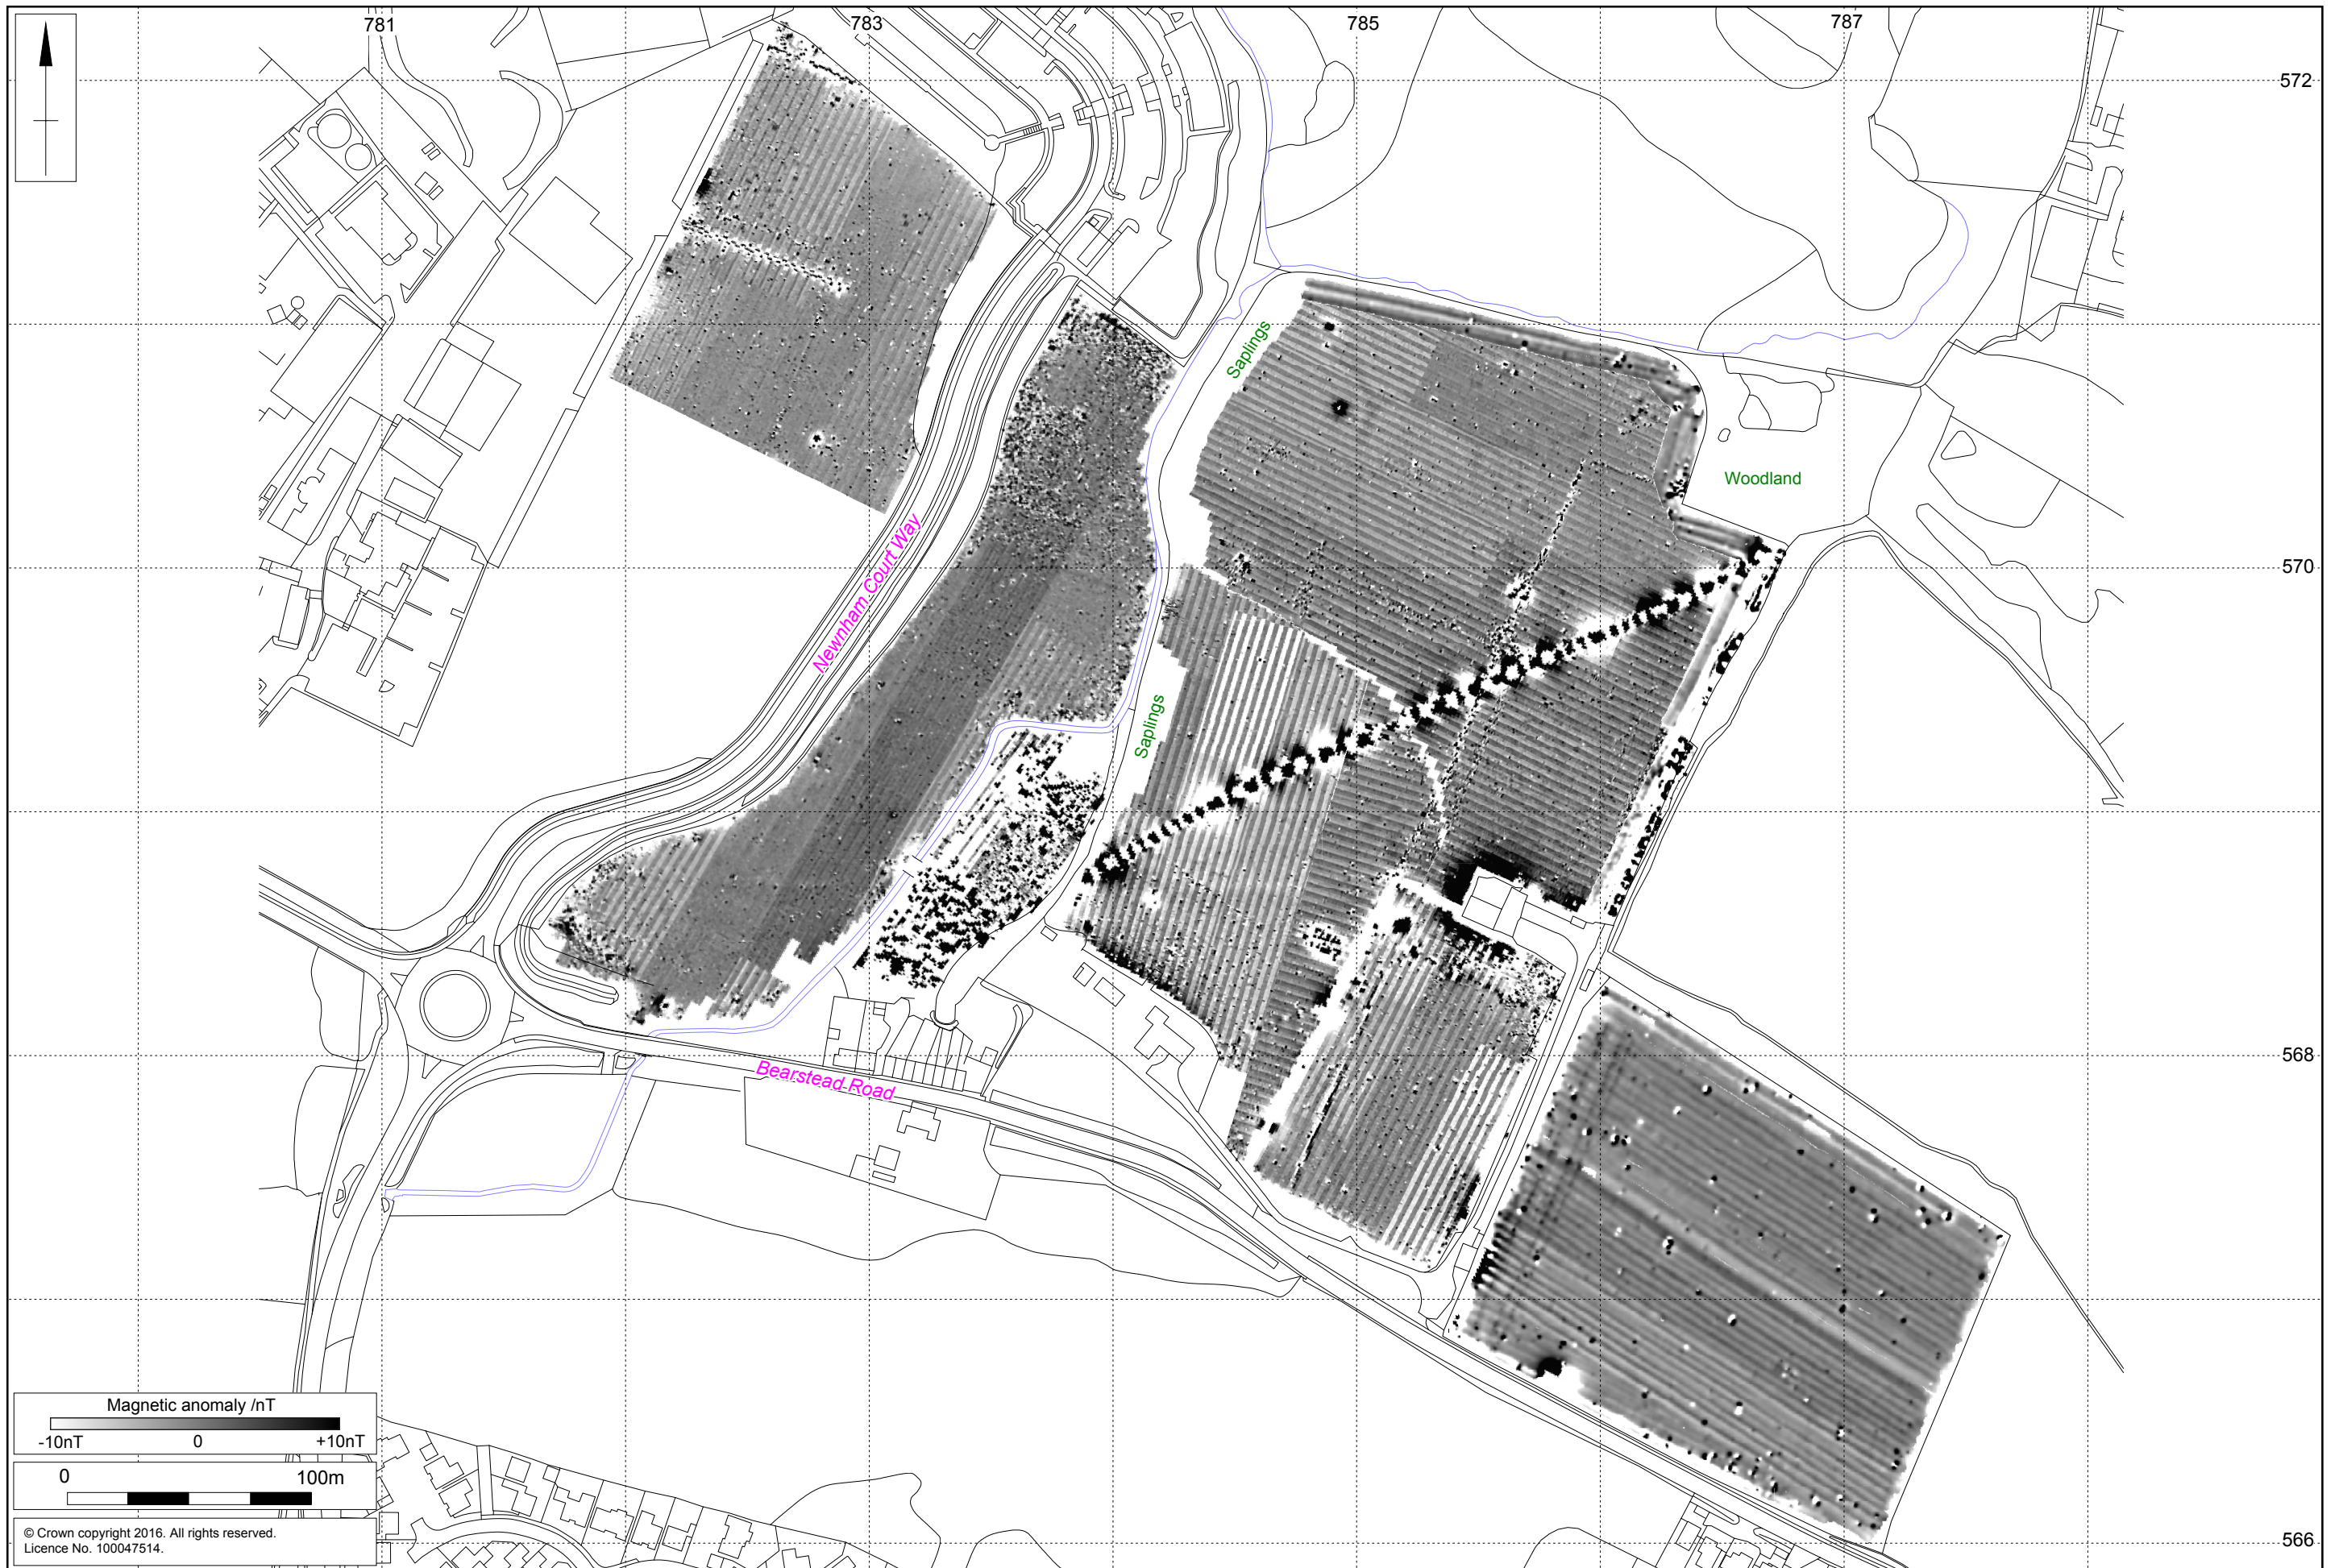 781
783
785
787
572
Saplings
Woodland
570
Newnham Court Way
Saplings
568
Bearstead Road
Magnetic anomaly /nT
-10nT
0
+10nT
0
100m
© Crown copyright 2016. All rights reserved.
Licence No. 100047514.
566